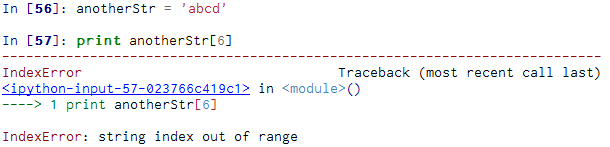 In [56]: anotherStr = 'abcd'
In [57]: print anotherStr[6]
---------------------------------------------------------------------------
IndexError                                Traceback (most recent call last)
<ipython-input-57-023766c419c1> in <module>()
----> 1 print anotherStr[6]
IndexError: string index out of range